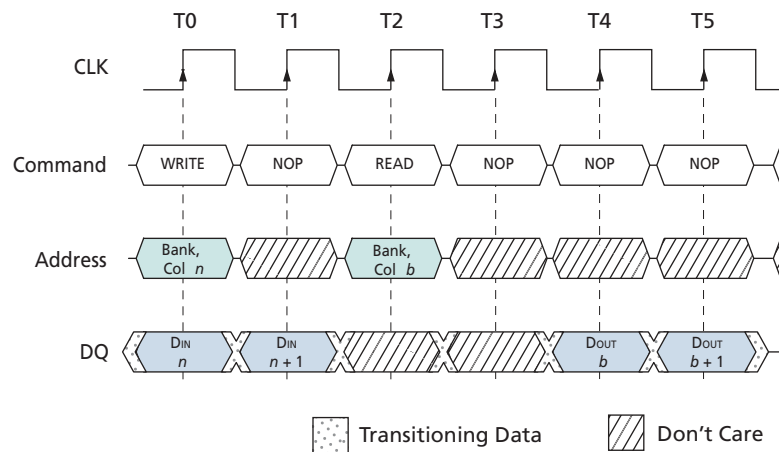 T0 T1 T2 T3 T4 T5
CLK
Command WRITE NOP READ NOP NOP NOP
Address Bank, Col n Bank, Col b
DQ DIN n DIN n + 1 DOUT b DOUT b + 1
Transitioning Data Don't Care